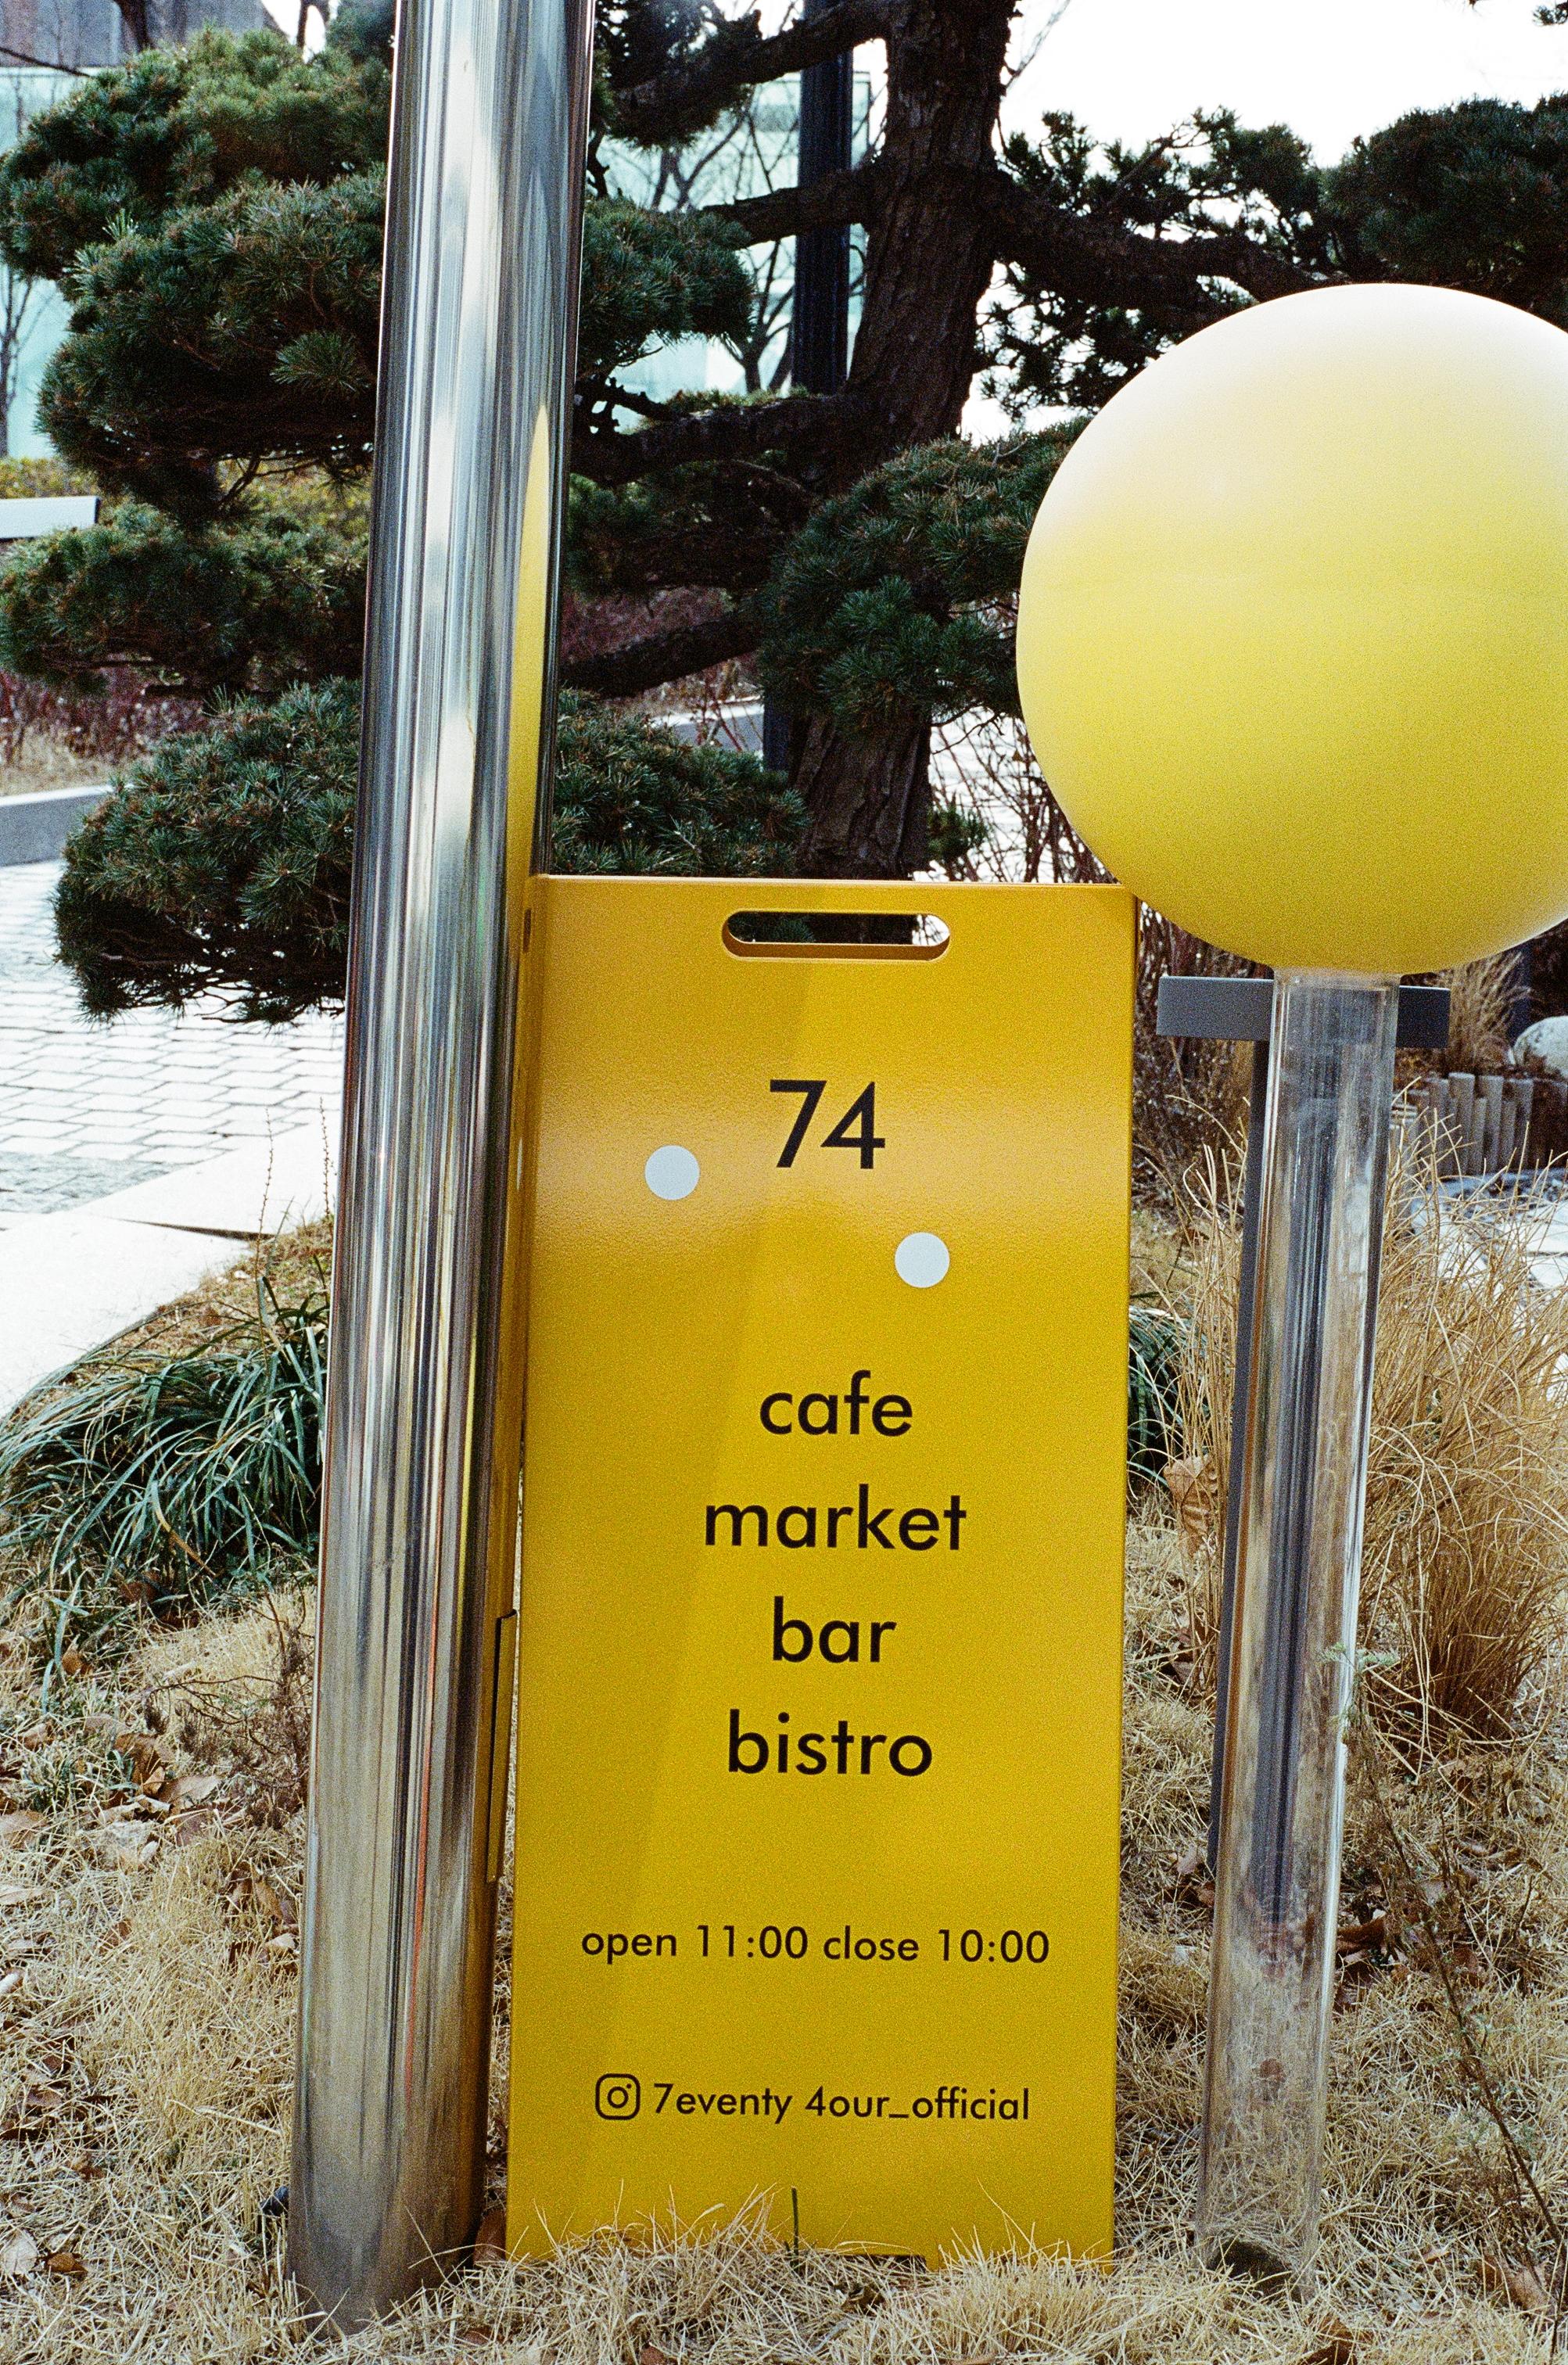 74
cafe
market
bar
bistro
open 11:00 close 10:00
7eventy 4our_official